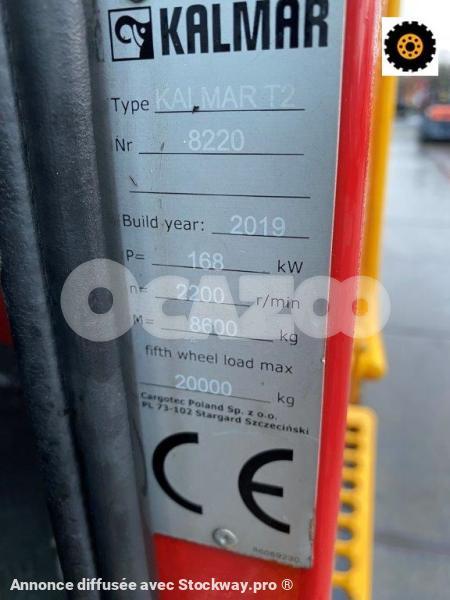 KALMAR
Type KALMAR T2
Nr 8220
Build year: 2019
P= 168 kW
n= 2200 r/min
M= 8600 kg
fifth wheel load max
20000 kg
Cargotec Poland Sp. z o.o.
PL 73-102 Stargard Szczeciński
CE
OCAZOO
Annonce diffusée avec Stockway.pro ®